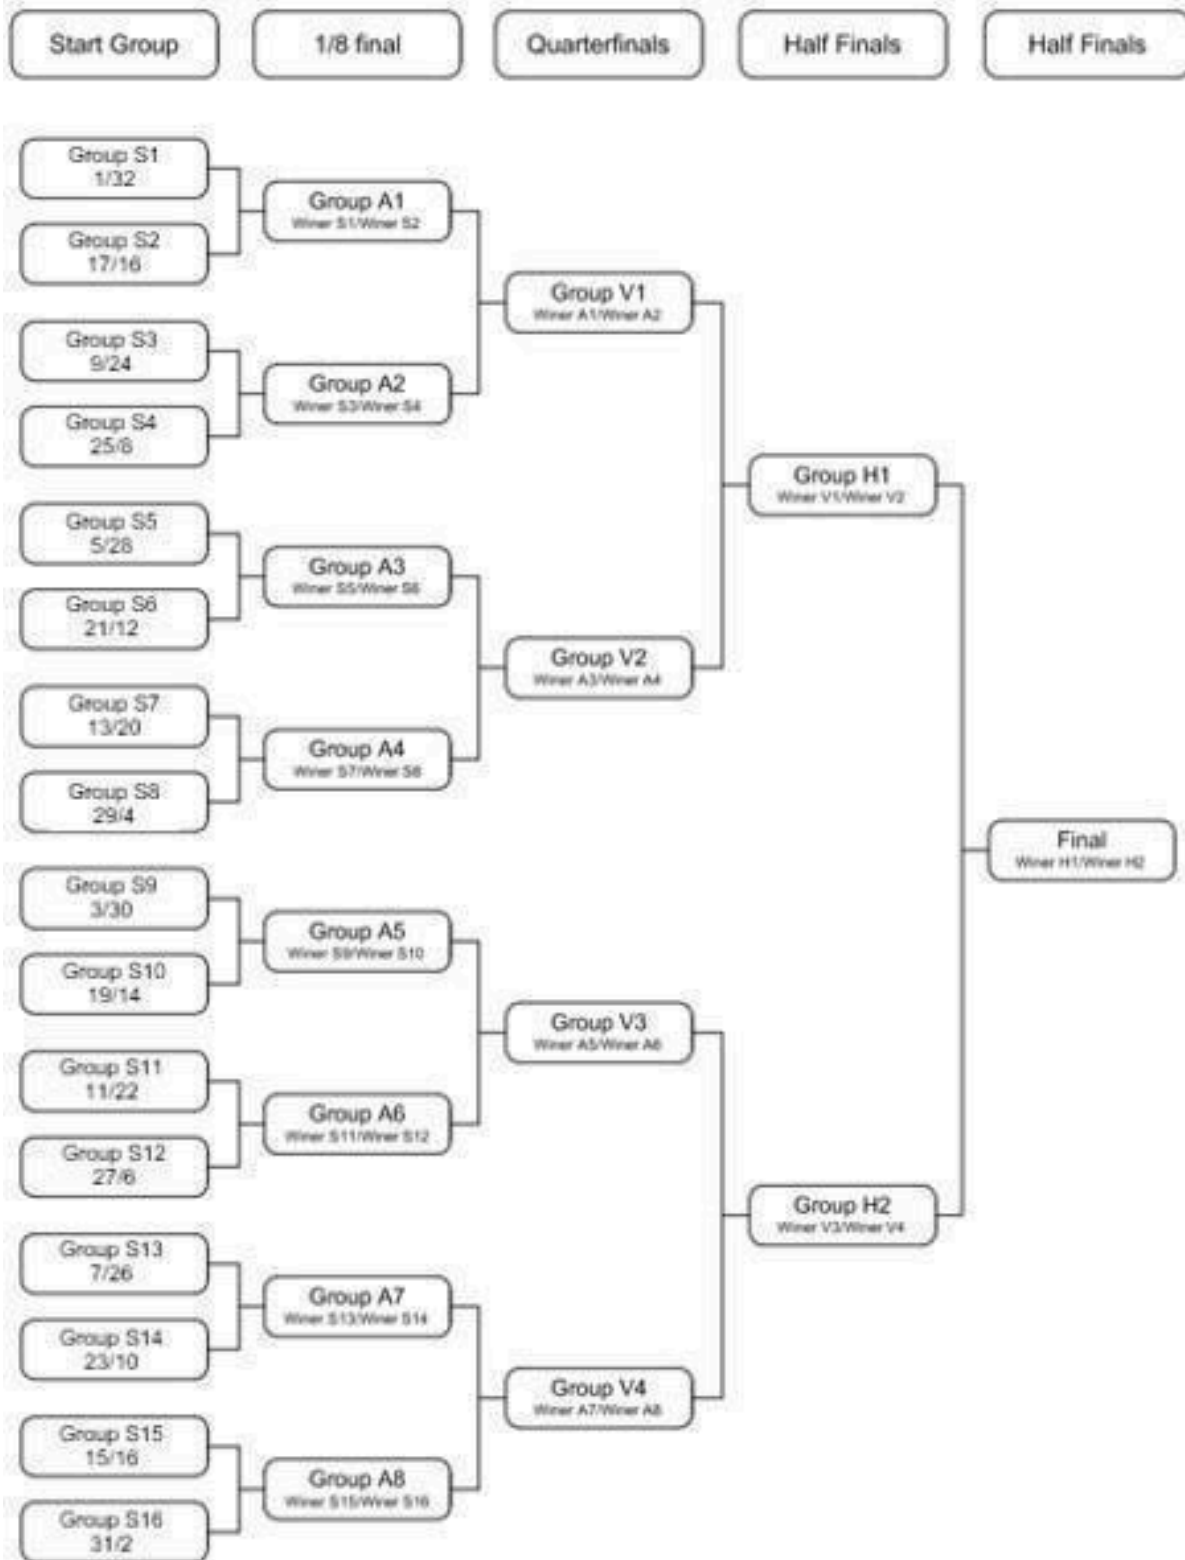 Start Group
1/8 final
Quarterfinals
Half Finals
Half Finals
Group S1
1/32
Group S2
17/16
Group S3
9/24
Group S4
25/8
Group S5
5/28
Group S6
21/12
Group S7
13/20
Group S8
29/4
Group S9
3/30
Group S10
19/14
Group S11
11/22
Group S12
27/6
Group S13
7/26
Group S14
23/10
Group S15
15/16
Group S16
31/2
Group A1
Winer S1/Winer S2
Group A2
Winer S3/Winer S4
Group A3
Winer S5/Winer S6
Group A4
Winer S7/Winer S8
Group A5
Winer S9/Winer S10
Group A6
Winer S11/Winer S12
Group A7
Winer S13/Winer S14
Group A8
Winer S15/Winer S16
Group V1
Winer A1/Winer A2
Group V2
Winer A3/Winer A4
Group V3
Winer A5/Winer A6
Group V4
Winer A7/Winer A8
Group H1
Winer V1/Winer V2
Group H2
Winer V3/Winer V4
Final
Winer H1/Winer H2